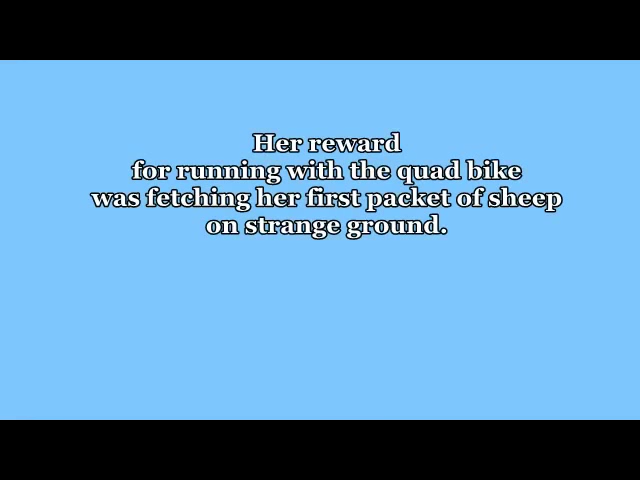 Her reward
for running with the quad bike
was fetching her first packet of sheep
on strange ground.